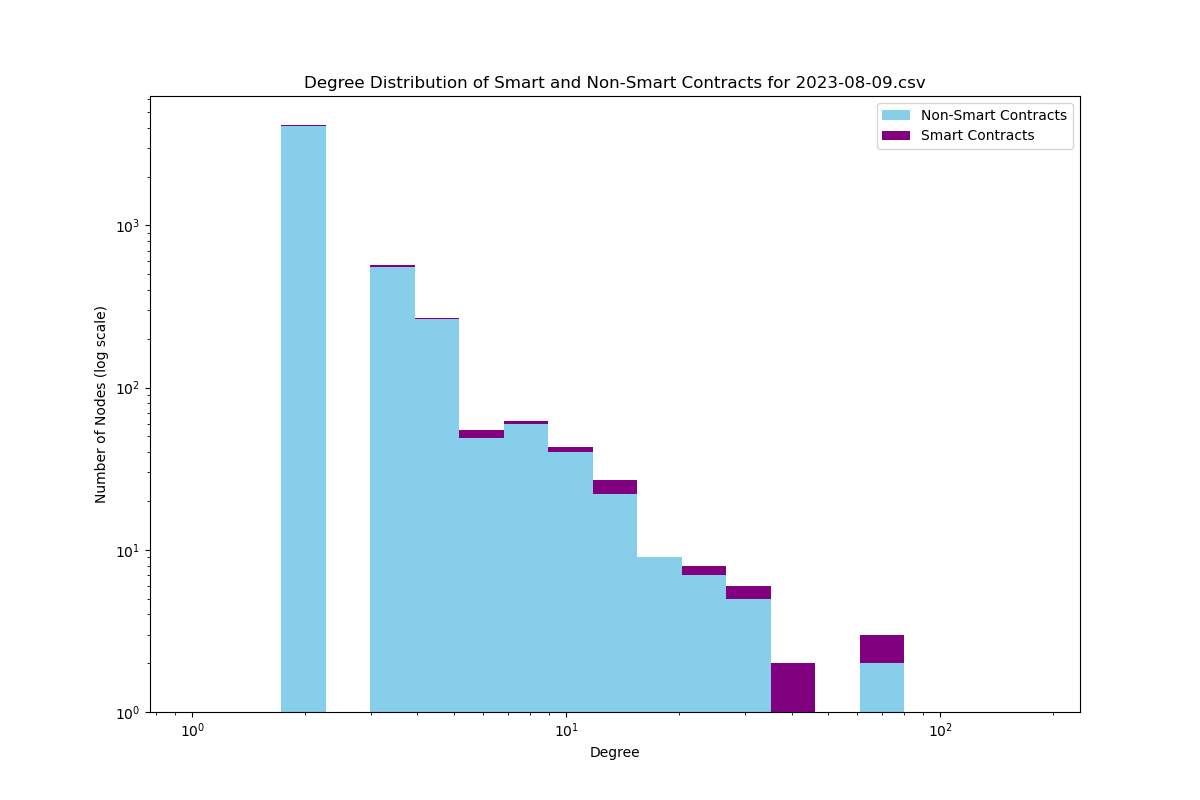 Degree Distribution of Smart and Non-Smart Contracts for 2023-08-09.csv
Non-Smart Contracts
Smart Contracts
Number of Nodes (log scale)
10³
10²
10¹
10⁰
10⁰ 10¹ 10²
Degree